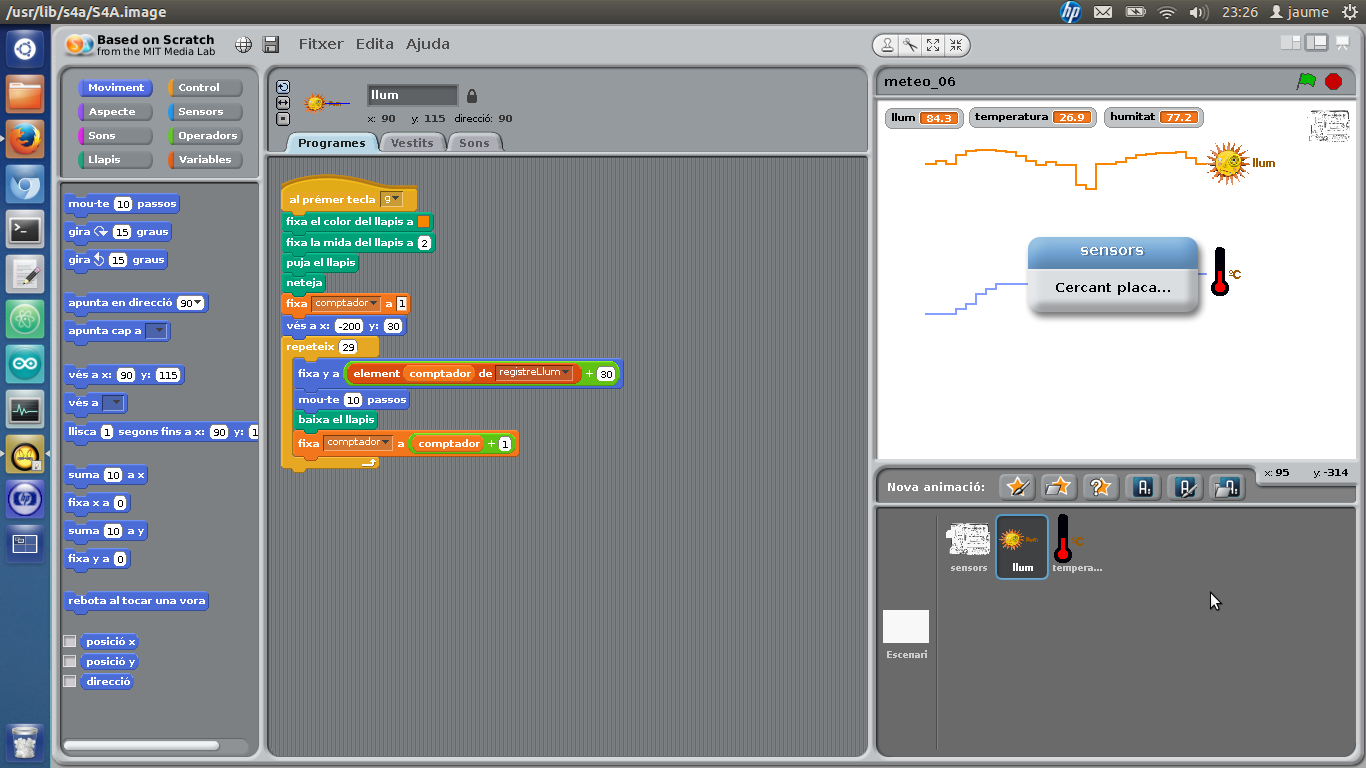 /usr/lib/s4a/S4A.image
23:26 jaume
Based on Scratch
from the MIT Media Lab
Fitxer Edita Ajuda
Moviment Control
Aspecte Sensors
Sons Operadors
Llapis Variables
mou-te 10 passos
gira 15 graus
gira 15 graus
apunta en direcció 90
apunta cap a
vés a x: 90 y: 115
vés a
llisca 1 segons fins a x: 90 y: 1
suma 10 a x
fixa x a 0
suma 10 a y
fixa y a 0
rebota al tocar una vora
posició x
posició y
direcció
llum
x: 90 y: 115 direcció: 90
Programes Vestits Sons
al prémer tecla g
fixa el color del llapis a
fixa la mida del llapis a 2
puja el llapis
neteja
fixa comptador a 1
vés a x: -200 y: 30
repeteix 29
fixa y a element comptador de registreLlum + 30
mou-te 10 passos
baixa el llapis
fixa comptador a comptador + 1
meteo_06
llum 84.3 temperatura 26.9 humitat 77.2
llum
sensors
Cercant placa...
°C
x: 95 y: -314
Nova animació:
sensors llum tempera...
°C
Escenari
hp